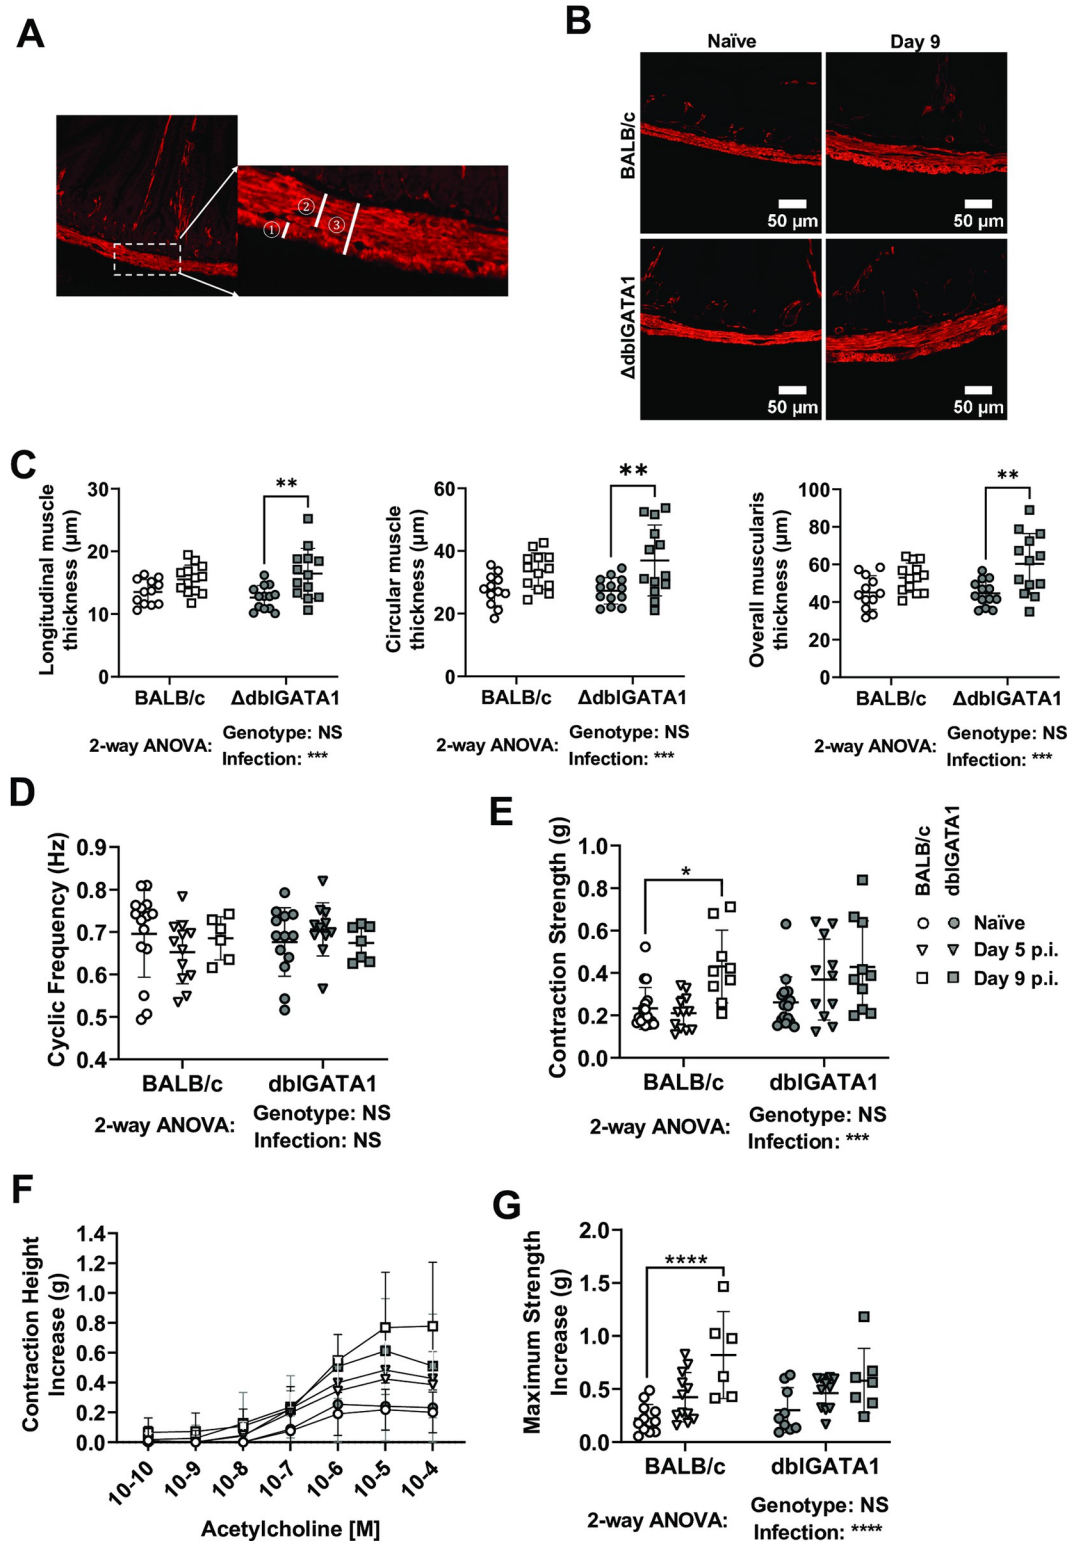 A
① ② ③
B
Naïve Day 9
BALB/c
50 µm 50 µm
ΔdblGATA1
50 µm 50 µm
C
Longitudinal muscle
thickness (µm)
30
20
10
0
**
BALB/c ΔdblGATA1
2-way ANOVA:
Genotype: NS
Infection: ***
Circular muscle
thickness (µm)
60
40
20
0
**
BALB/c ΔdblGATA1
2-way ANOVA:
Genotype: NS
Infection: ***
Overall muscularis
thickness (µm)
100
80
60
40
20
0
**
BALB/c ΔdblGATA1
2-way ANOVA:
Genotype: NS
Infection: ***
D
Cyclic Frequency (Hz)
0.9
0.8
0.7
0.6
0.5
0.4
BALB/c dblGATA1
2-way ANOVA:
Genotype: NS
Infection: NS
E
Contraction Strength (g)
1.0
0.8
0.6
0.4
0.2
0.0
*
BALB/c dblGATA1
2-way ANOVA:
Genotype: NS
Infection: ***
BALB/c
dblGATA1
Naïve
Day 5 p.i.
Day 9 p.i.
F
Contraction Height
Increase (g)
1.4
1.2
1.0
0.8
0.6
0.4
0.2
0.0
10-10 10-9 10-8 10-7 10-6 10-5 10-4
Acetylcholine [M]
G
Maximum Strength
Increase (g)
2.0
1.5
1.0
0.5
0.0
****
BALB/c dblGATA1
2-way ANOVA:
Genotype: NS
Infection: ****